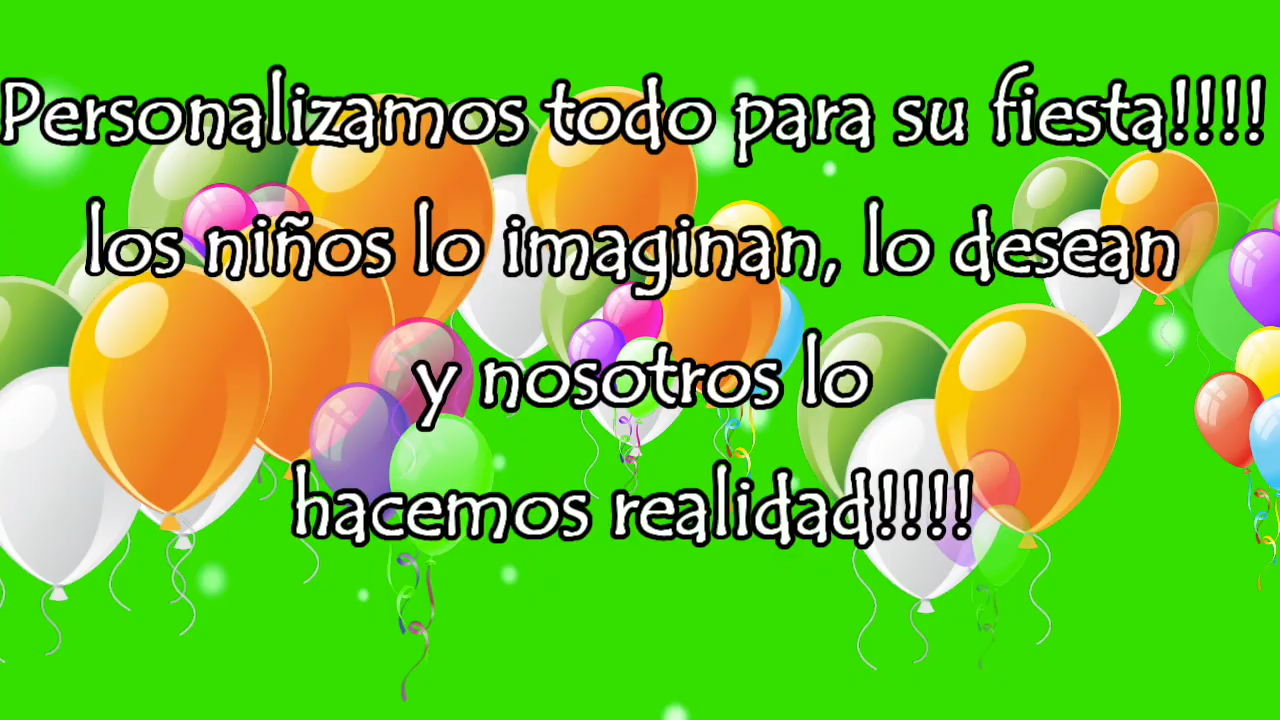 Personalizamos todo para su fiesta!!!!
los niños lo imaginan, lo desean
y nosotros lo
hacemos realidad!!!!